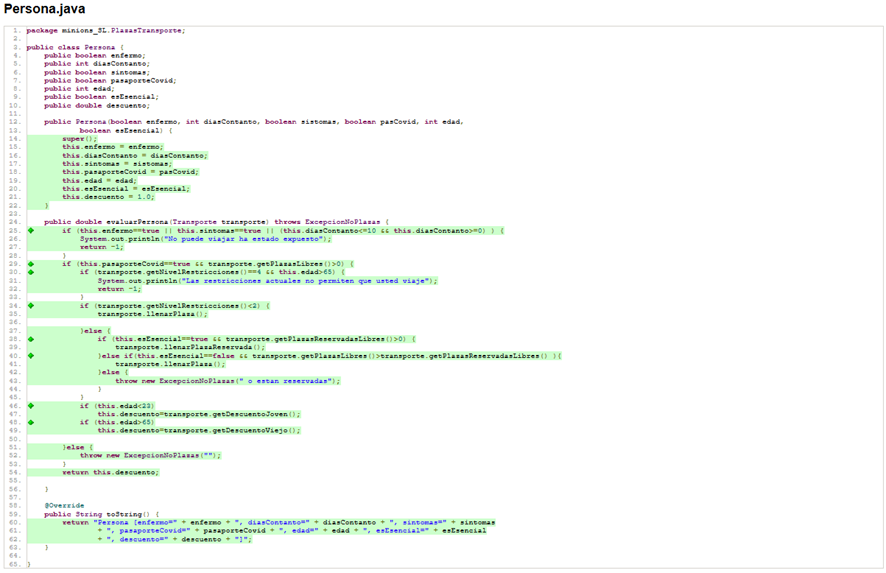 Persona.java
1. package minions_SL.PlazasTransporte;
2.
3. public class Persona {
4. public boolean enfermo;
5. public int diasContanto;
6. public boolean sintomas;
7. public boolean pasaporteCovid;
8. public int edad;
9. public boolean esEsencial;
10. public double descuento;
11.
12. public Persona(boolean enfermo, int diasContanto, boolean sistomas, boolean pasCovid, int edad,
13. boolean esEsencial) {
14. super();
15. this.enfermo = enfermo;
16. this.diasContanto = diasContanto;
17. this.sintomas = sistomas;
18. this.pasaporteCovid = pasCovid;
19. this.edad = edad;
20. this.esEsencial = esEsencial;
21. this.descuento = 1.0;
22. }
23.
24. public double evaluarPersona(Transporte transporte) throws ExcepcionNoPlazas {
25. if (this.enfermo==true || this.sintomas==true || (this.diasContanto<=10 && this.diasContanto>=0) ) {
26. System.out.println("No puede viajar ha estado expuesto");
27. return -1;
28. }
29. if (this.pasaporteCovid==true && transporte.getPlazasLibres()>0) {
30. if (transporte.getNivelRestricciones()==4 && this.edad>65) {
31. System.out.println("Las restricciones actuales no permiten que usted viaje");
32. return -1;
33. }
34. if (transporte.getNivelRestricciones()<2) {
35. transporte.llenarPlaza();
36.
37. }else {
38. if (this.esEsencial==true && transporte.getPlazasReservadasLibres()>0) {
39. transporte.llenarPlazaReservada();
40. }else if(this.esEsencial==false && transporte.getPlazasLibres()>transporte.getPlazasReservadasLibres() ){
41. transporte.llenarPlaza();
42. }else {
43. throw new ExcepcionNoPlazas(" o estan reservadas");
44. }
45. }
46. if (this.edad<23)
47. this.descuento=transporte.getDescuentoJoven();
48. if (this.edad>65)
49. this.descuento=transporte.getDescuentoViejo();
50.
51. }else {
52. throw new ExcepcionNoPlazas("");
53. }
54. return this.descuento;
55.
56. }
57.
58. @Override
59. public String toString() {
60. return "Persona [enfermo=" + enfermo + ", diasContanto=" + diasContanto + ", sintomas=" + sintomas
61. + ", pasaporteCovid=" + pasaporteCovid + ", edad=" + edad + ", esEsencial=" + esEsencial
62. + ", descuento=" + descuento + "]";
63. }
64.
65. }